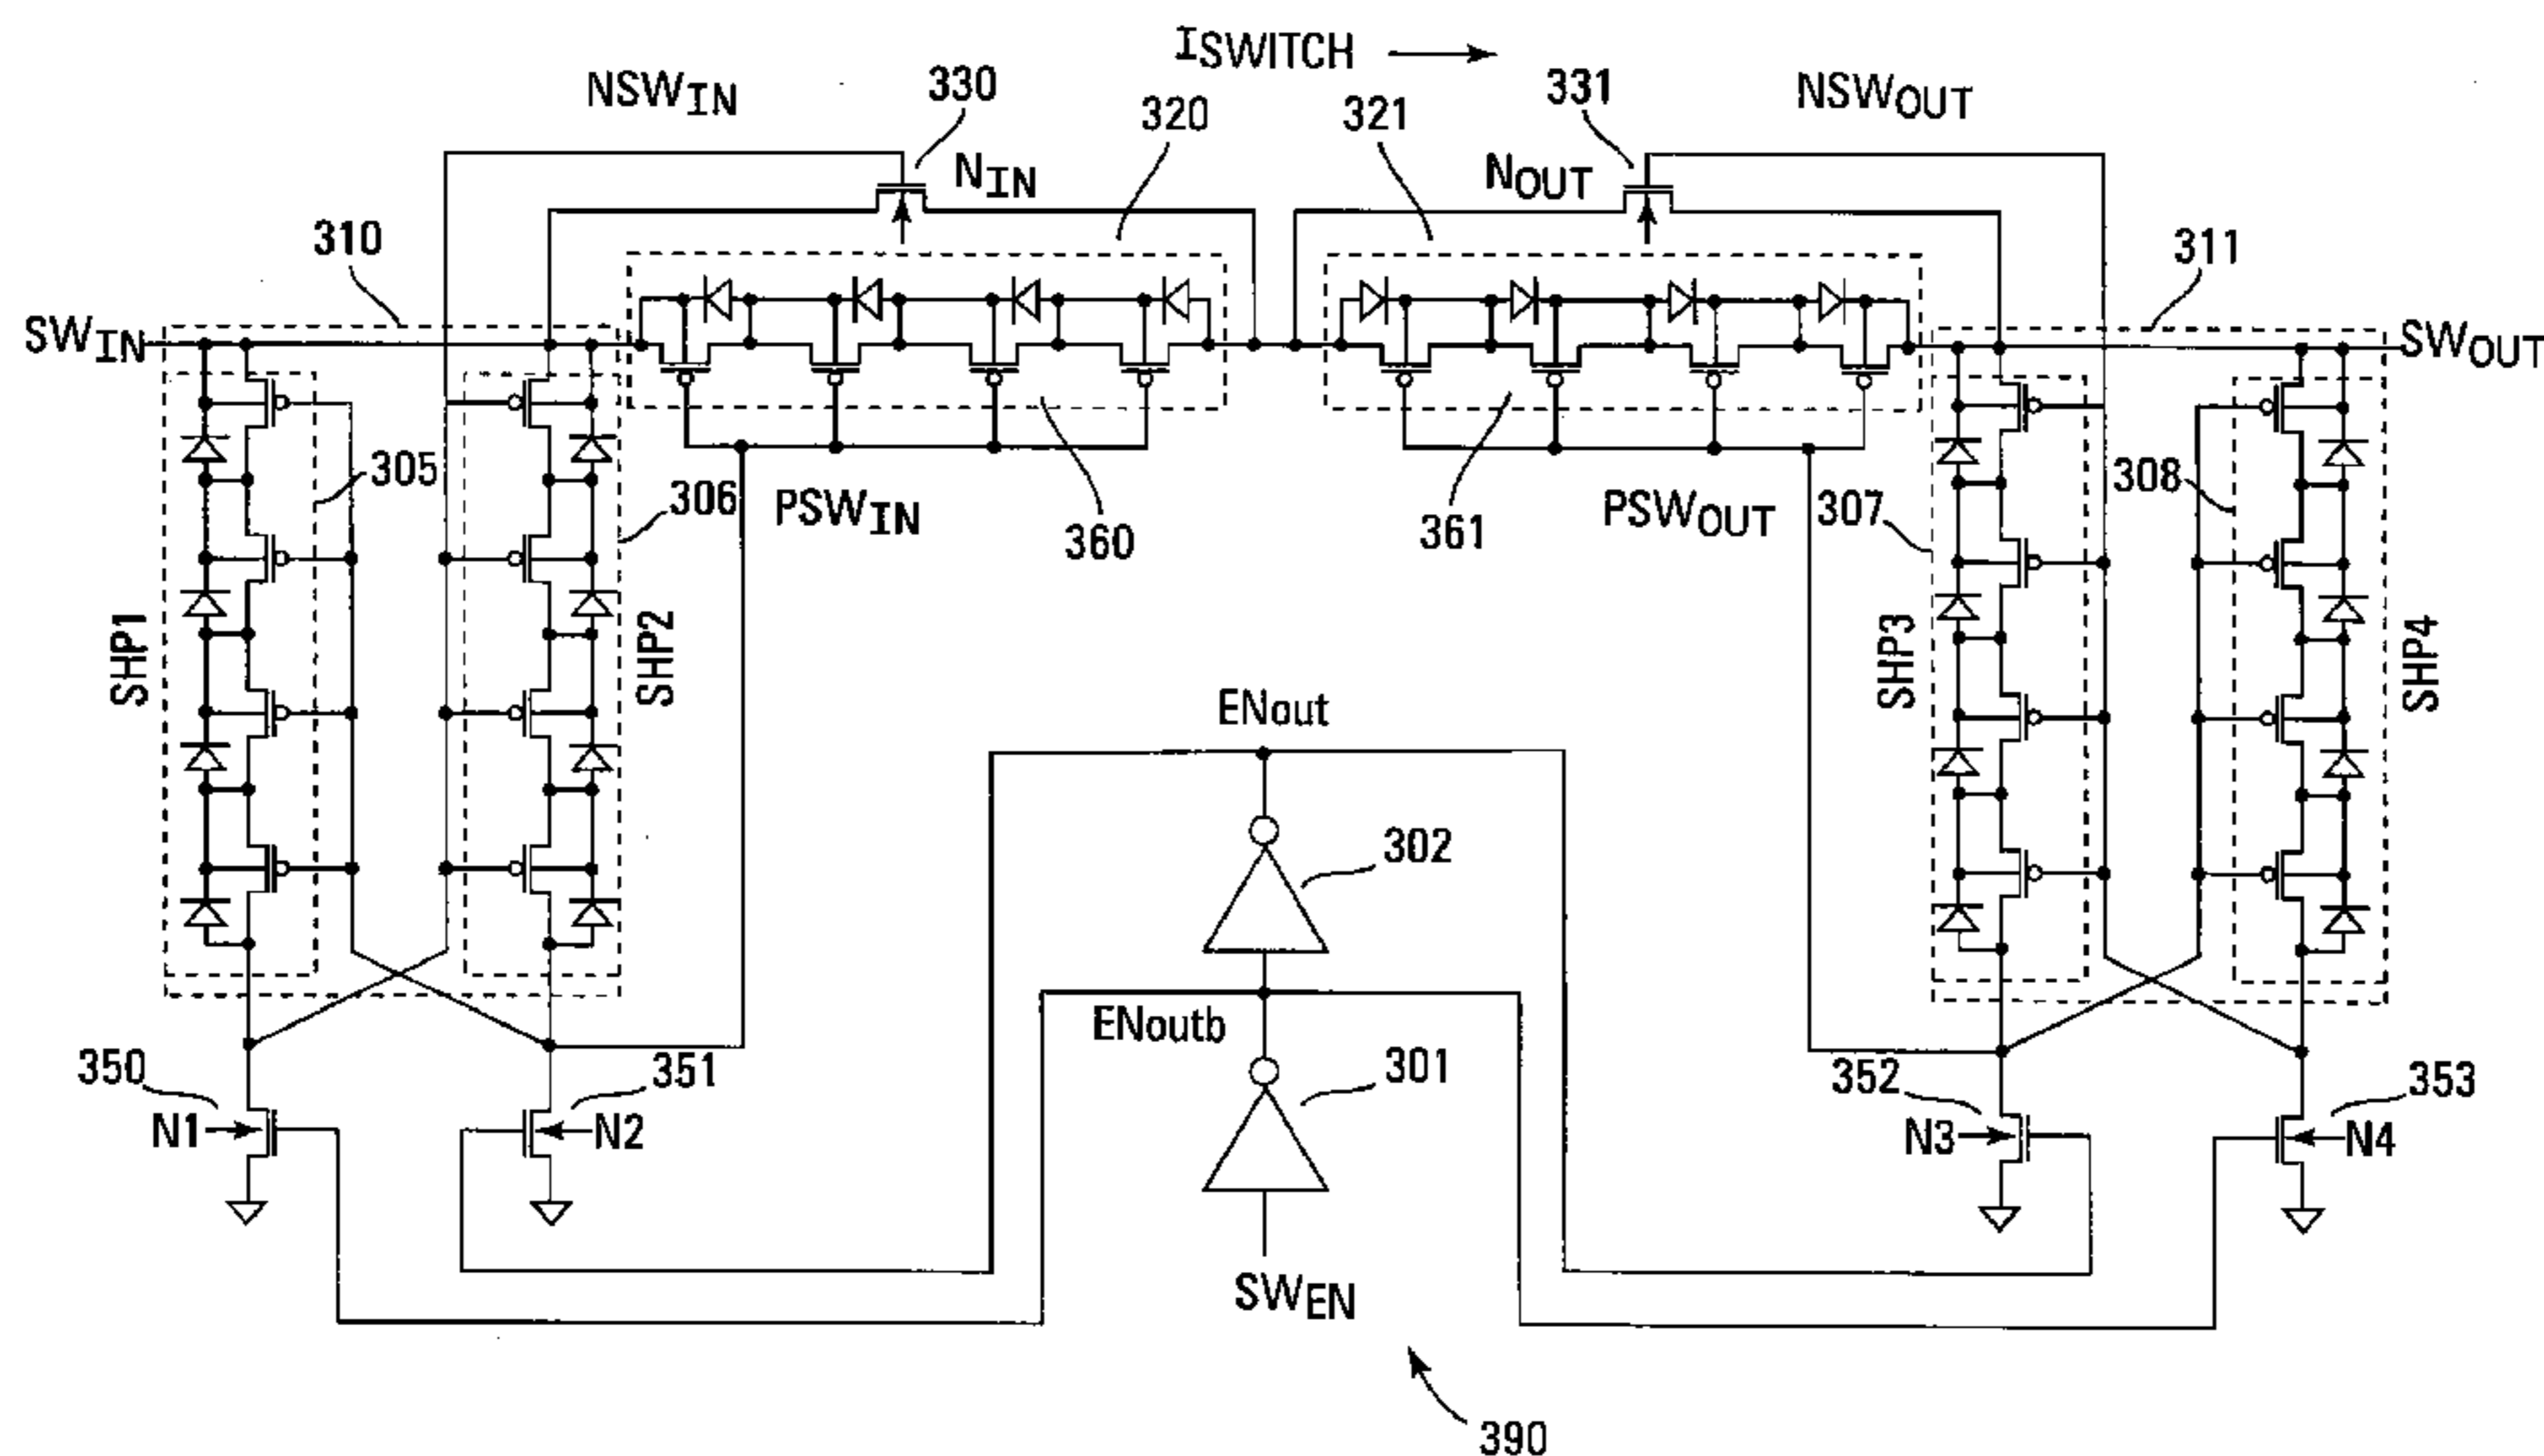 ISWITCH
NSWIN
330
320
321
331
NSWOUT
NIN
NOUT
310
311
SWIN
SWOUT
305
306
PSWIN
360
361
PSWOUT
307
308
SHP1
SHP2
SHP3
SHP4
ENout
302
ENoutb
301
350
351
352
353
N1
N2
N3
N4
SWEN
390